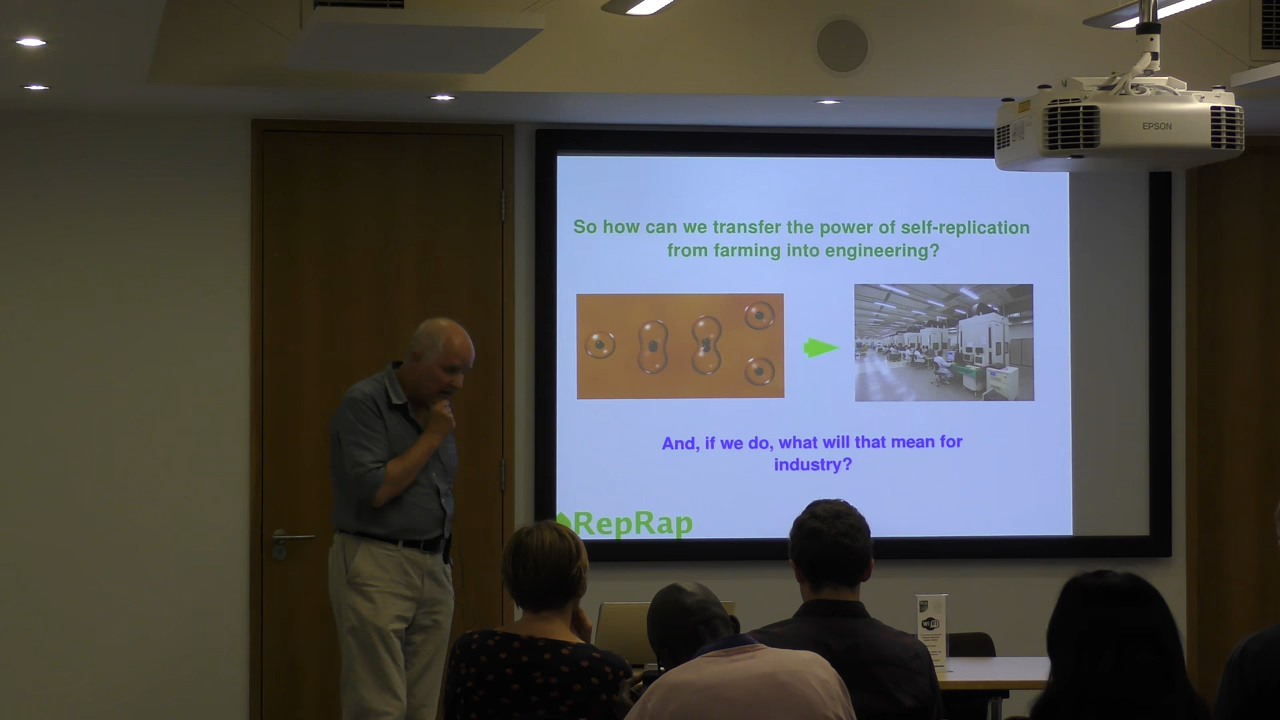 EPSON
So how can we transfer the power of self-replication
from farming into engineering?
And, if we do, what will that mean for
industry?
RepRap